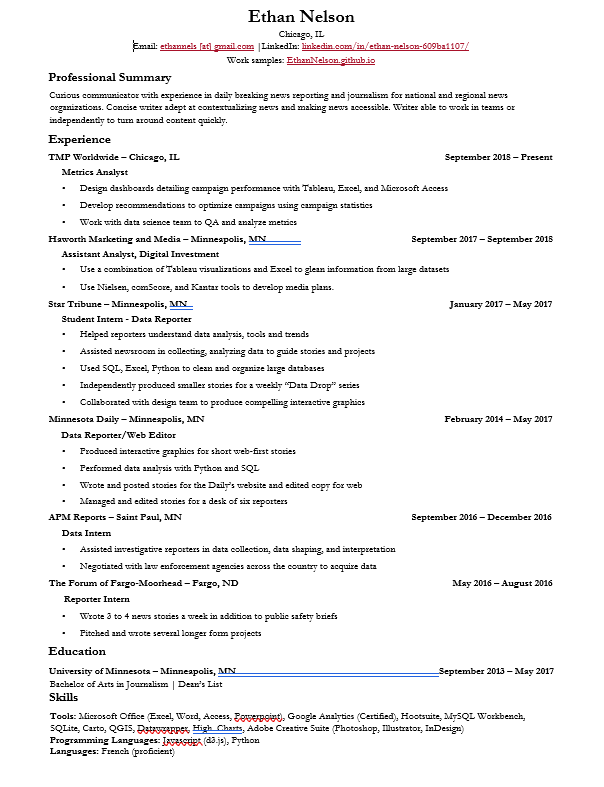 Ethan Nelson
Chicago, IL
Email: ethannels [at] gmail.com |LinkedIn: linkedin.com/in/ethan-nelson-609ba1107/
Work samples: EthanNelson.github.io
Professional Summary
Curious communicator with experience in daily breaking news reporting and journalism for national and regional news
organizations. Concise writer adept at contextualizing news and making news accessible. Writer able to work in teams or
independently to turn around content quickly.
Experience
TMP Worldwide – Chicago, IL September 2018 – Present
Metrics Analyst
• Design dashboards detailing campaign performance with Tableau, Excel, and Microsoft Access
• Develop recommendations to optimize campaigns using campaign statistics
• Work with data science team to QA and analyze metrics
Haworth Marketing and Media – Minneapolis, MN September 2017 – September 2018
Assistant Analyst, Digital Investment
• Use a combination of Tableau visualizations and Excel to glean information from large datasets
• Use Nielsen, comScore, and Kantar tools to develop media plans.
Star Tribune – Minneapolis, MN January 2017 – May 2017
Student Intern - Data Reporter
• Helped reporters understand data analysis, tools and trends
• Assisted newsroom in collecting, analyzing data to guide stories and projects
• Used SQL, Excel, Python to clean and organize large databases
• Independently produced smaller stories for a weekly “Data Drop” series
• Collaborated with design team to produce compelling interactive graphics
Minnesota Daily – Minneapolis, MN February 2014 – May 2017
Data Reporter/Web Editor
• Produced interactive graphics for short web-first stories
• Performed data analysis with Python and SQL
• Wrote and posted stories for the Daily’s website and edited copy for web
• Managed and edited stories for a desk of six reporters
APM Reports – Saint Paul, MN September 2016 – December 2016
Data Intern
• Assisted investigative reporters in data collection, data shaping, and interpretation
• Negotiated with law enforcement agencies across the country to acquire data
The Forum of Fargo-Moorhead – Fargo, ND May 2016 – August 2016
Reporter Intern
• Wrote 3 to 4 news stories a week in addition to public safety briefs
• Pitched and wrote several longer form projects
Education
University of Minnesota – Minneapolis, MN September 2013 – May 2017
Bachelor of Arts in Journalism | Dean’s List
Skills
Tools: Microsoft Office (Excel, Word, Access, Powerpoint), Google Analytics (Certified), Hootsuite, MySQL Workbench,
SQLite, Carto, QGIS, Datawrapper, High Charts, Adobe Creative Suite (Photoshop, Illustrator, InDesign)
Programming Languages: Javascript (d3.js), Python
Languages: French (proficient)